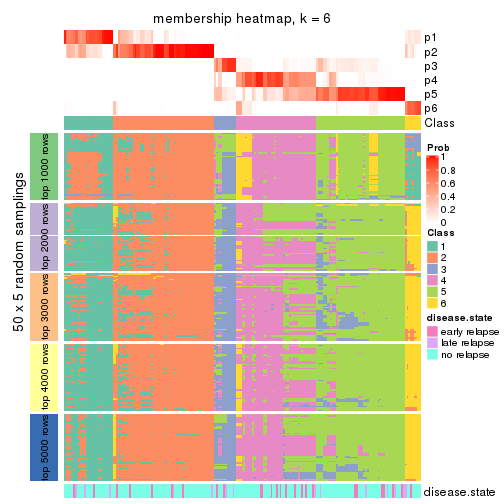 membership heatmap, k = 6
p1
p2
p3
p4
p5
p6
Class
50 x 5 random samplings
top 1000 rows
top 2000 rows
top 3000 rows
top 4000 rows
top 5000 rows
Prob
1
0.8
0.6
0.4
0.2
0
Class
1
2
3
4
5
6
disease.state
early relapse
late relapse
no relapse
disease.state